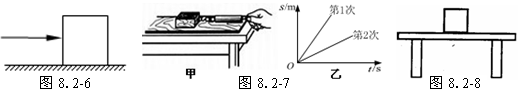 s/m
第1次
第2次
O
t/s
图 8.2-6
甲
图 8.2-7
乙
图 8.2-8